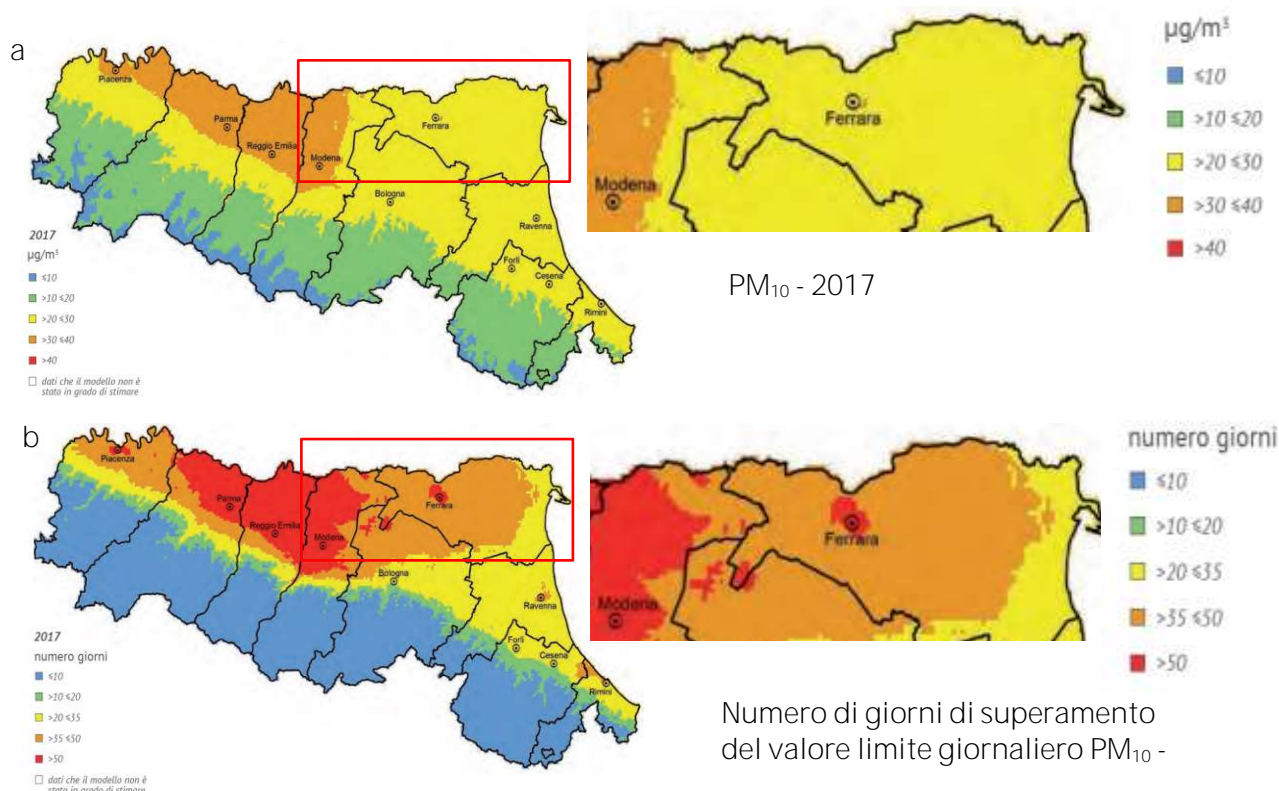 a
Piacenza
Parma
Reggio Emilia
Modena
Ferrara
Bologna
Ravenna
Forlì
Cesena
Rimini
2017
µg/m³
≤10
>10 ≤20
>20 ≤30
>30 ≤40
>40
dati che il modello non è
stato in grado di stimare
Ferrara
Modena
µg/m³
≤10
>10 ≤20
>20 ≤30
>30 ≤40
>40
PM₁₀ - 2017
b
Piacenza
Parma
Reggio Emilia
Modena
Ferrara
Bologna
Ravenna
Forlì
Cesena
Rimini
2017
numero giorni
≤10
>10 ≤20
>20 ≤35
>35 ≤50
>50
dati che il modello non è
stato in grado di stimare
Ferrara
Modena
numero giorni
≤10
>10 ≤20
>20 ≤35
>35 ≤50
>50
Numero di giorni di superamento
del valore limite giornaliero PM₁₀ -